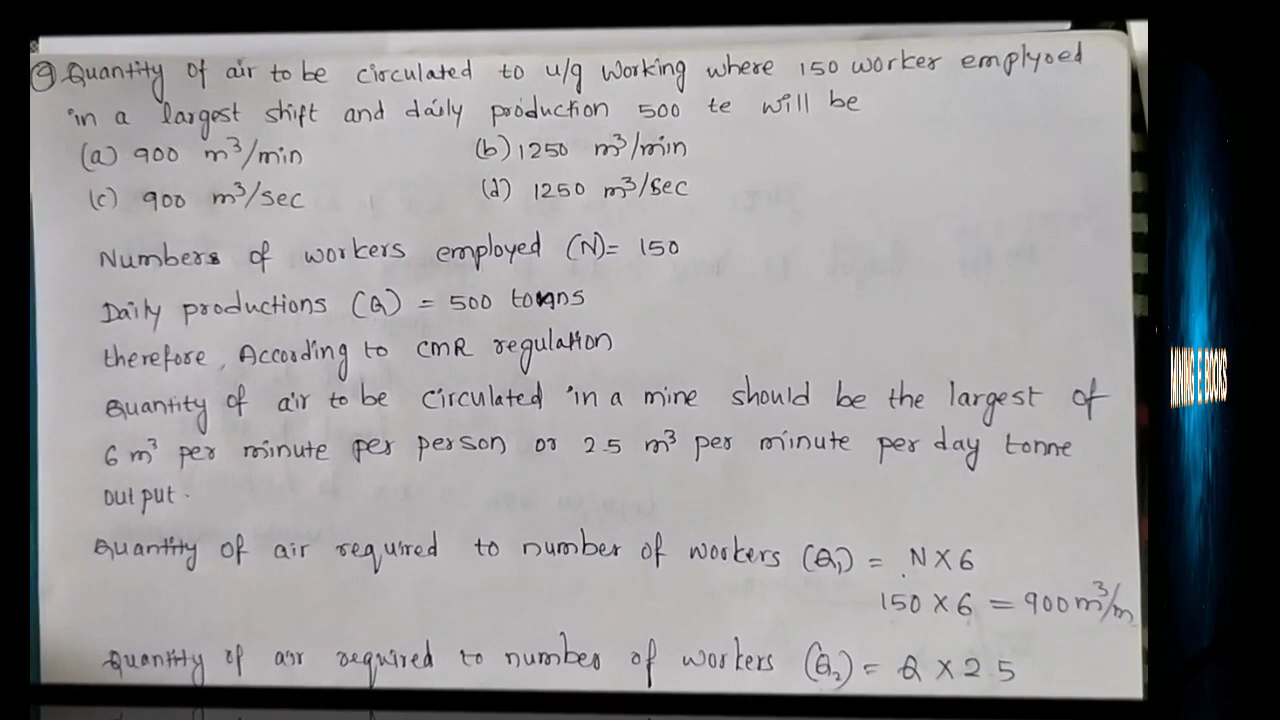 9 Quantity of air to be circulated to u/g working where 150 worker emplyoed
in a largest shift and daily production 500 te will be
(a) 900 m³/min (b) 1250 m³/min
(c) 900 m³/sec (d) 1250 m³/sec
Numbers of workers employed (N)= 150
Daily productions (Q) = 500 tonns
therefore, According to CMR regulation
Quantity of air to be circulated in a mine should be the largest of
6 m³ per minute per person or 2.5 m³ per minute per day tonne
output.
Quantity of air required to number of workers (Q₁) = N X 6
150 X 6 = 900 m³/m
Quantity of air required to number of workers (Q₂) = Q X 2.5
MINING E BOOKS